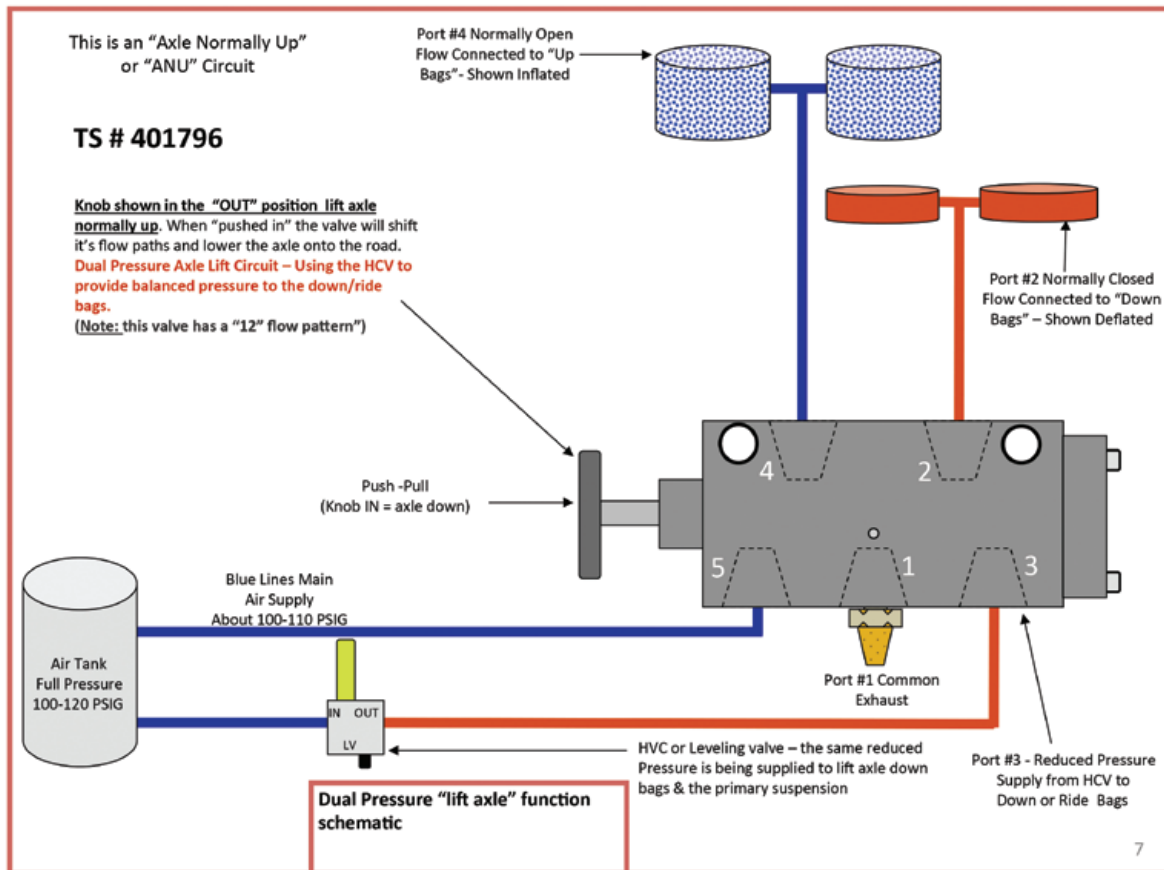 This is an “Axle Normally Up”
or “ANU” Circuit
TS # 401796
Port #4 Normally Open
Flow Connected to “Up
Bags”- Shown Inflated
Knob shown in the “OUT” position lift axle
normally up. When “pushed in” the valve will shift
it’s flow paths and lower the axle onto the road.
Dual Pressure Axle Lift Circuit – Using the HCV to
provide balanced pressure to the down/ride
bags.
(Note: this valve has a “12” flow pattern”)
Port #2 Normally Closed
Flow Connected to “Down
Bags” – Shown Deflated
4
2
Push -Pull
(Knob IN = axle down)
5
1
3
Blue Lines Main
Air Supply
About 100-110 PSIG
Air Tank
Full Pressure
100-120 PSIG
Port #1 Common
Exhaust
IN OUT
LV
HVC or Leveling valve – the same reduced
Pressure is being supplied to lift axle down
bags & the primary suspension
Port #3 - Reduced Pressure
Supply from HCV to
Down or Ride Bags
Dual Pressure “lift axle” function
schematic
7